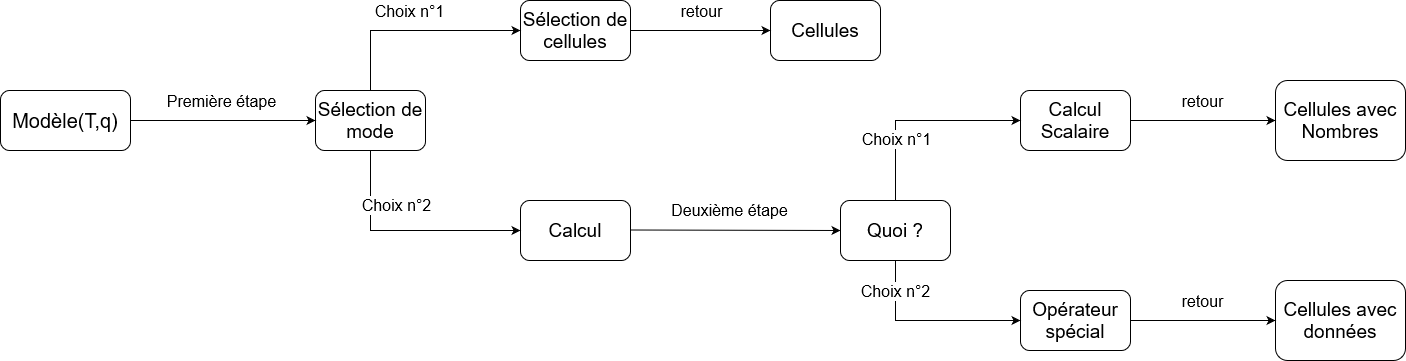 Choix n°1
Sélection de
cellules
retour
Cellules
Modèle(T,q)
Première étape
Sélection de
mode
Choix n°2
Calcul
Deuxième étape
Quoi ?
Choix n°1
Calcul
Scalaire
retour
Cellules avec
Nombres
Choix n°2
Opérateur
spécial
retour
Cellules avec
données